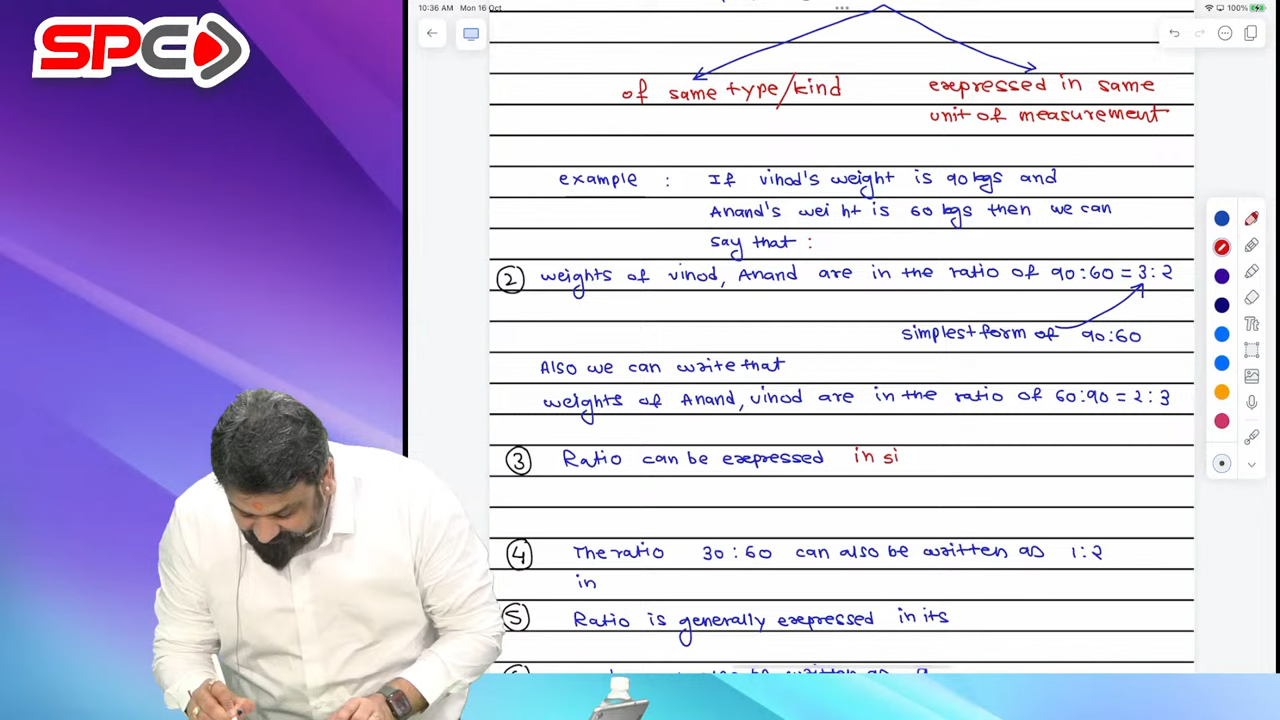 10:36 AM Mon 16 Oct
100%
SPE
of same type/kind
expressed in same
unit of measurement
example : If vinod's weight is 90 kgs and
Anand's wei ht is 60 kgs then we can
say that :
② weights of vinod, Anand are in the ratio of 90:60 = 3:2
simplest form of 90:60
Also we can write that
weights of Anand, vinod are in the ratio of 60:90 = 2:3
③ Ratio can be expressed in si
④ The ratio 30:60 can also be written as 1:2
in
⑤ Ratio is generally expressed in its